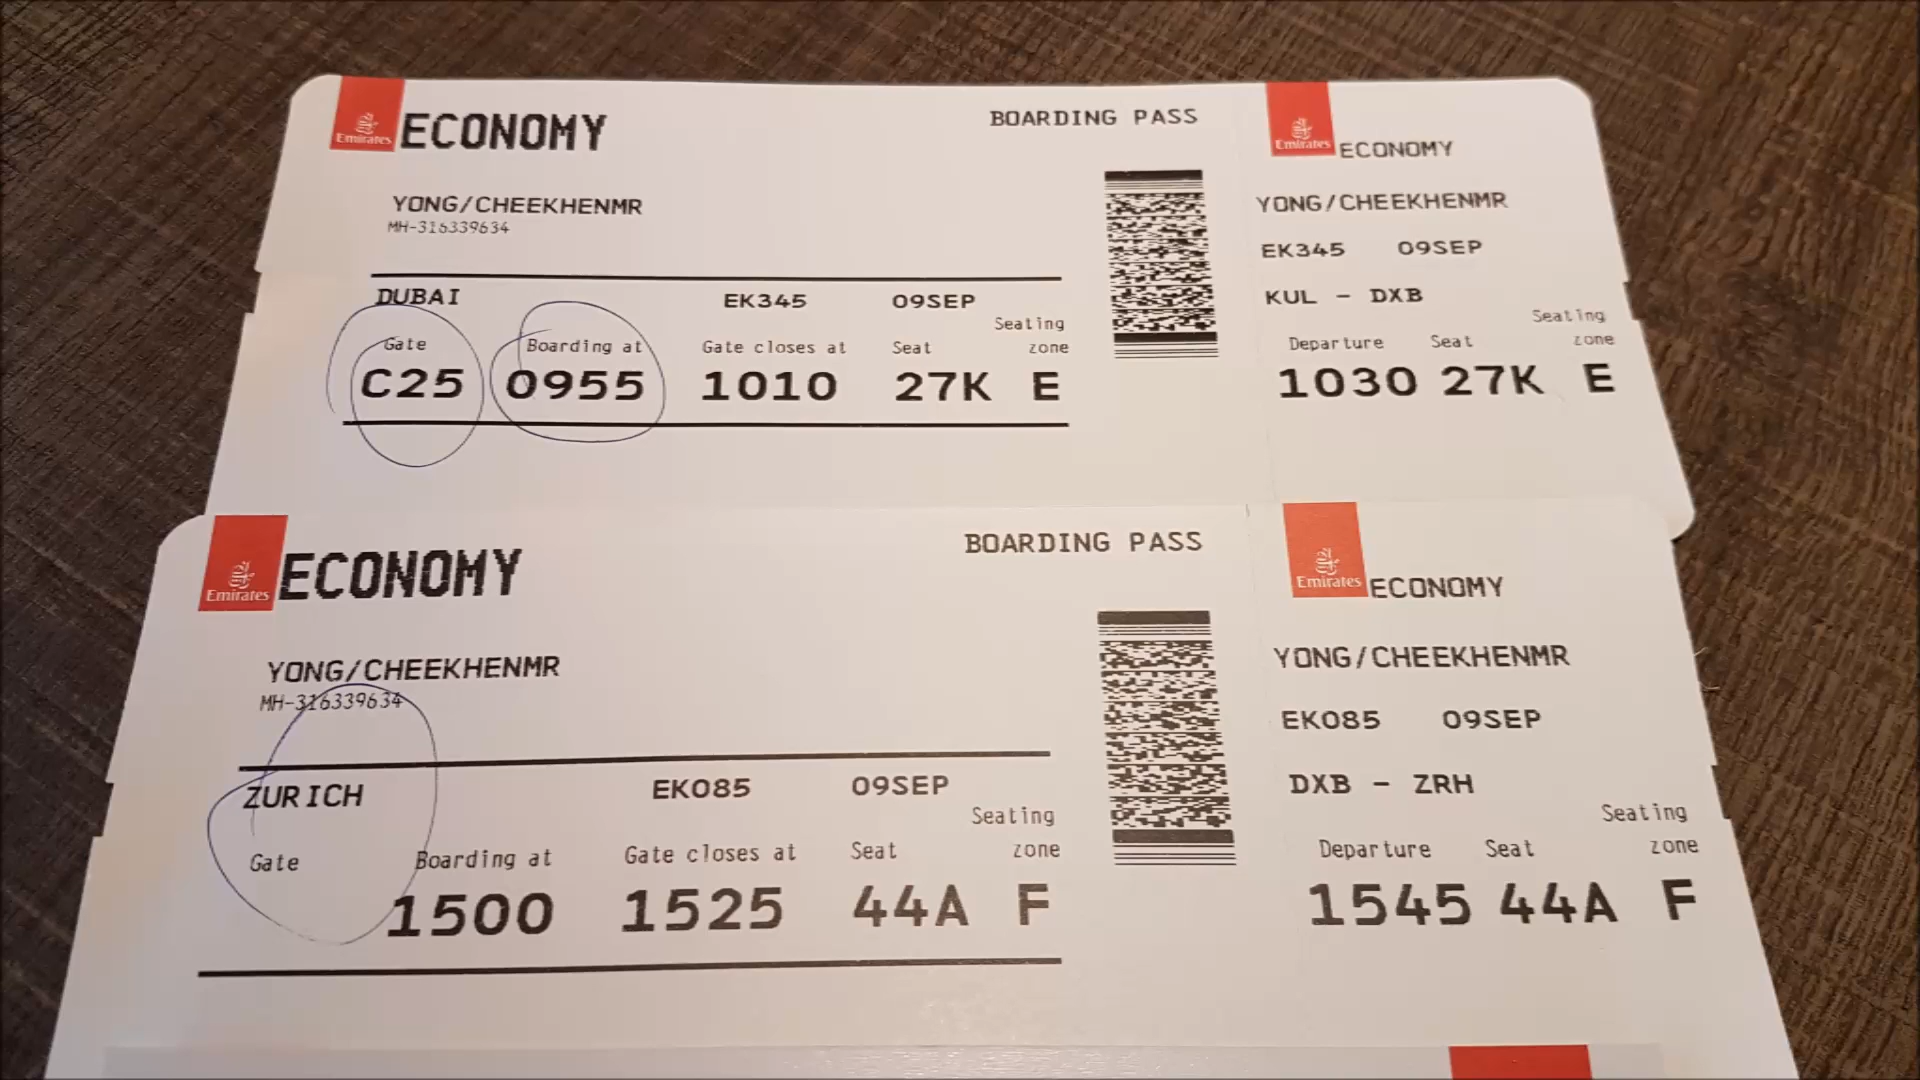 Emirates ECONOMY
BOARDING PASS
YONG/CHEEKHENMR
MH-316339634
DUBAI EK345 09SEP
Gate Boarding at Gate closes at Seat Seating zone
C25 0955 1010 27K E
Emirates ECONOMY
YONG/CHEEKHENMR
EK345 09SEP
KUL - DXB
Departure Seat Seating zone
1030 27K E
Emirates ECONOMY
BOARDING PASS
YONG/CHEEKHENMR
MH-316339634
ZURICH EK085 09SEP
Gate Boarding at Gate closes at Seat Seating zone
1500 1525 44A F
Emirates ECONOMY
YONG/CHEEKHENMR
EK085 09SEP
DXB - ZRH
Departure Seat Seating zone
1545 44A F